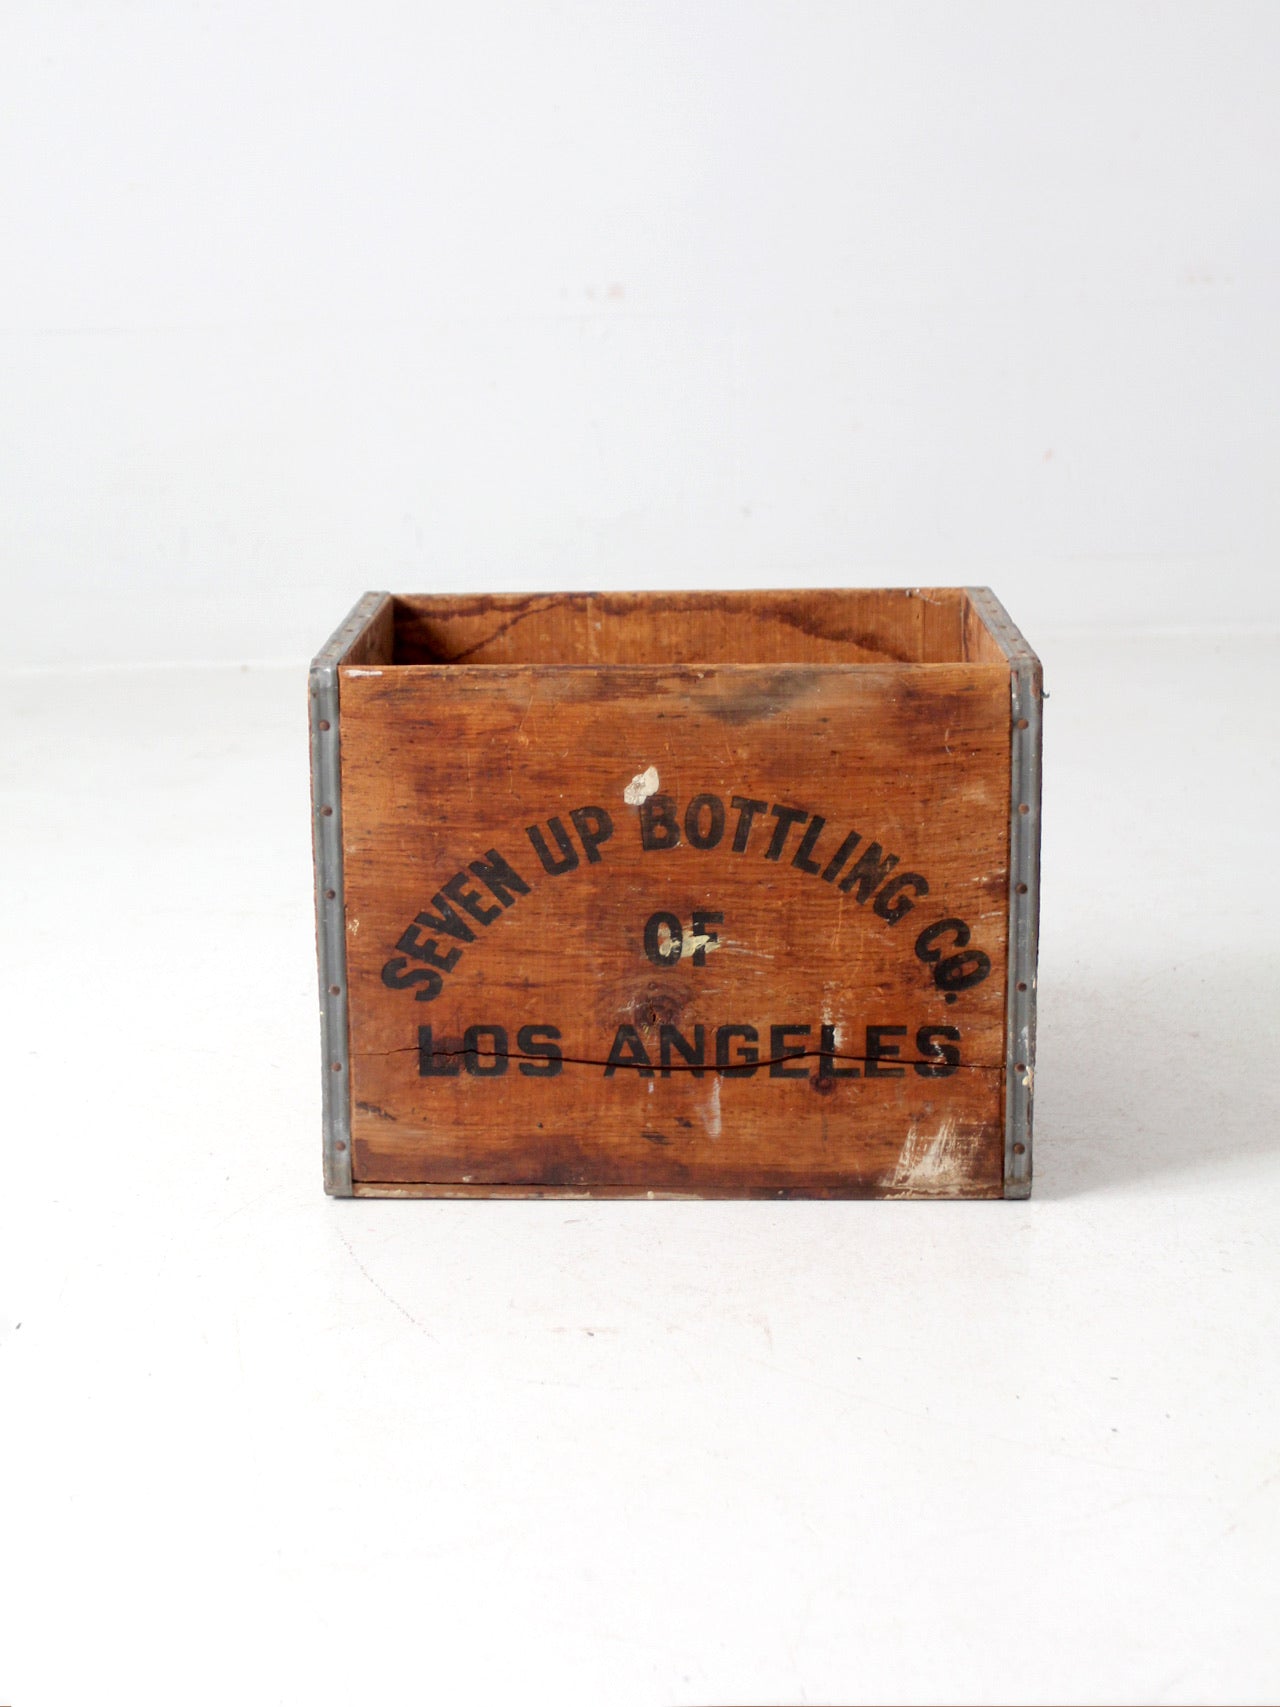 SEVEN UP BOTTLING CO.
OF
LOS ANGELES